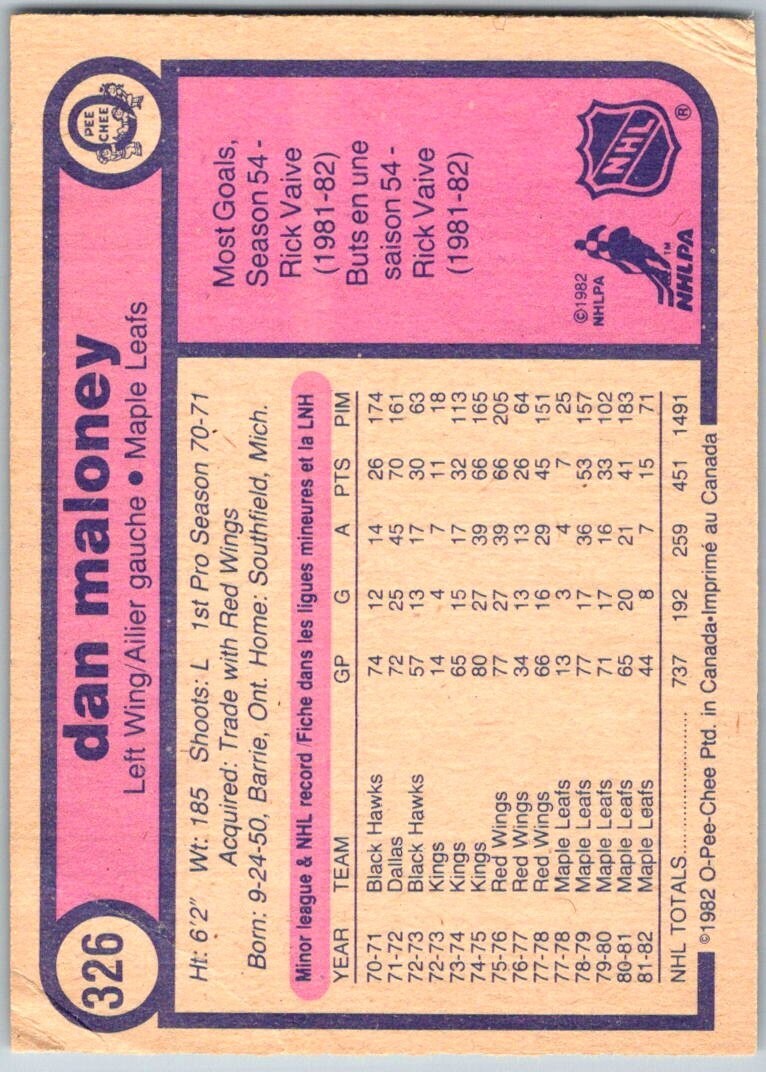 326
dan maloney
Left Wing/Ailier gauche • Maple Leafs
O
PEE
CHEE
Ht: 6'2" Wt: 185 Shoots: L 1st Pro Season 70-71
Acquired: Trade with Red Wings
Born: 9-24-50, Barrie, Ont. Home: Southfield, Mich.
Minor league & NHL record/Fiche dans les ligues mineures et la LNH
YEAR TEAM GP G A PTS PIM
70-71 Black Hawks 74 12 14 26 174
71-72 Dallas 72 25 45 70 161
72-73 Black Hawks 57 13 17 30 63
72-73 Kings 14 4 7 11 18
73-74 Kings 65 15 17 32 113
74-75 Kings 80 27 39 66 165
75-76 Red Wings 77 27 39 66 205
76-77 Red Wings 34 13 13 26 64
77-78 Red Wings 66 16 29 45 151
77-78 Maple Leafs 13 3 4 7 25
78-79 Maple Leafs 77 17 36 53 157
79-80 Maple Leafs 71 17 16 33 102
80-81 Maple Leafs 65 20 21 41 183
81-82 Maple Leafs 44 8 7 15 71
NHL TOTALS.................. 737 192 259 451 1491
©1982 O-Pee-Chee Ptd. in Canada•Imprimé au Canada
Most Goals,
Season 54 -
Rick Vaive
(1981-82)
Buts en une
saison 54 -
Rick Vaive
(1981-82)
©1982
NHLPA
TM
NHLPA
NHL
®